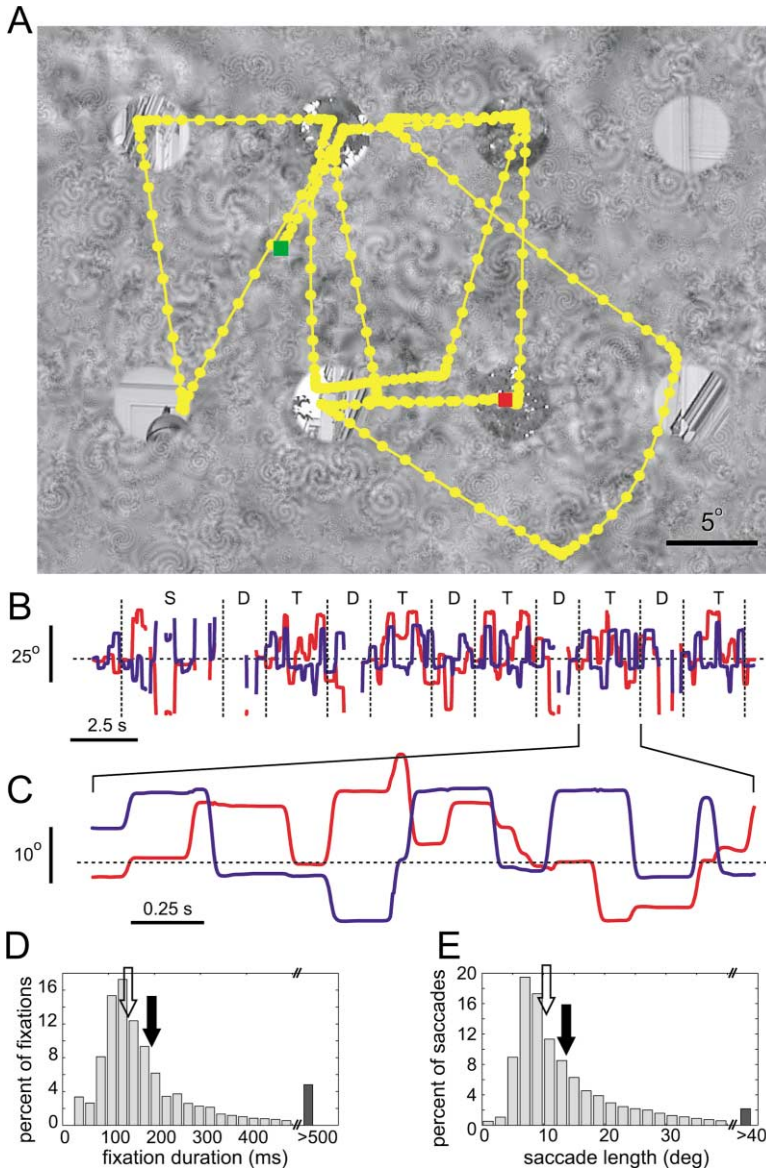 A
5°
B
S D T D T D T D T D T
25°
2.5 s
C
10°
0.25 s
D
percent of fixations
16
12
8
4
0 100 200 300 400 >500
fixation duration (ms)
E
percent of saccades
20
16
12
8
4
0 10 20 30 >40
saccade length (deg)